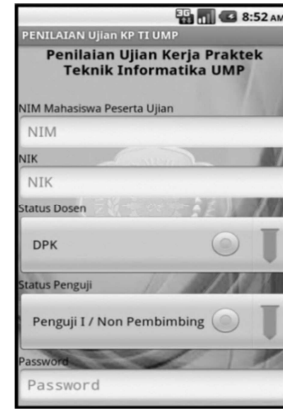 3G 8:52 AM
PENILAIAN Ujian KP TI UMP
Penilaian Ujian Kerja Praktek
Teknik Informatika UMP
NIM Mahasiswa Peserta Ujian
NIM
NIK
NIK
Status Dosen
DPK
Status Penguji
Penguji I / Non Pembimbing
Password
Password